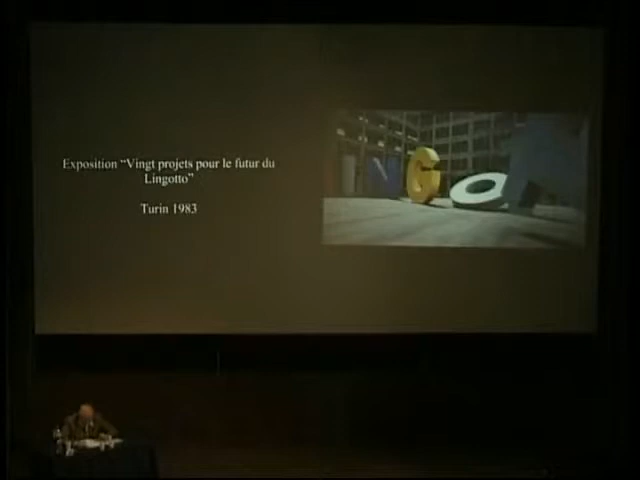 Exposition “Vingt projets pour le futur du
Lingotto”
Turin 1983